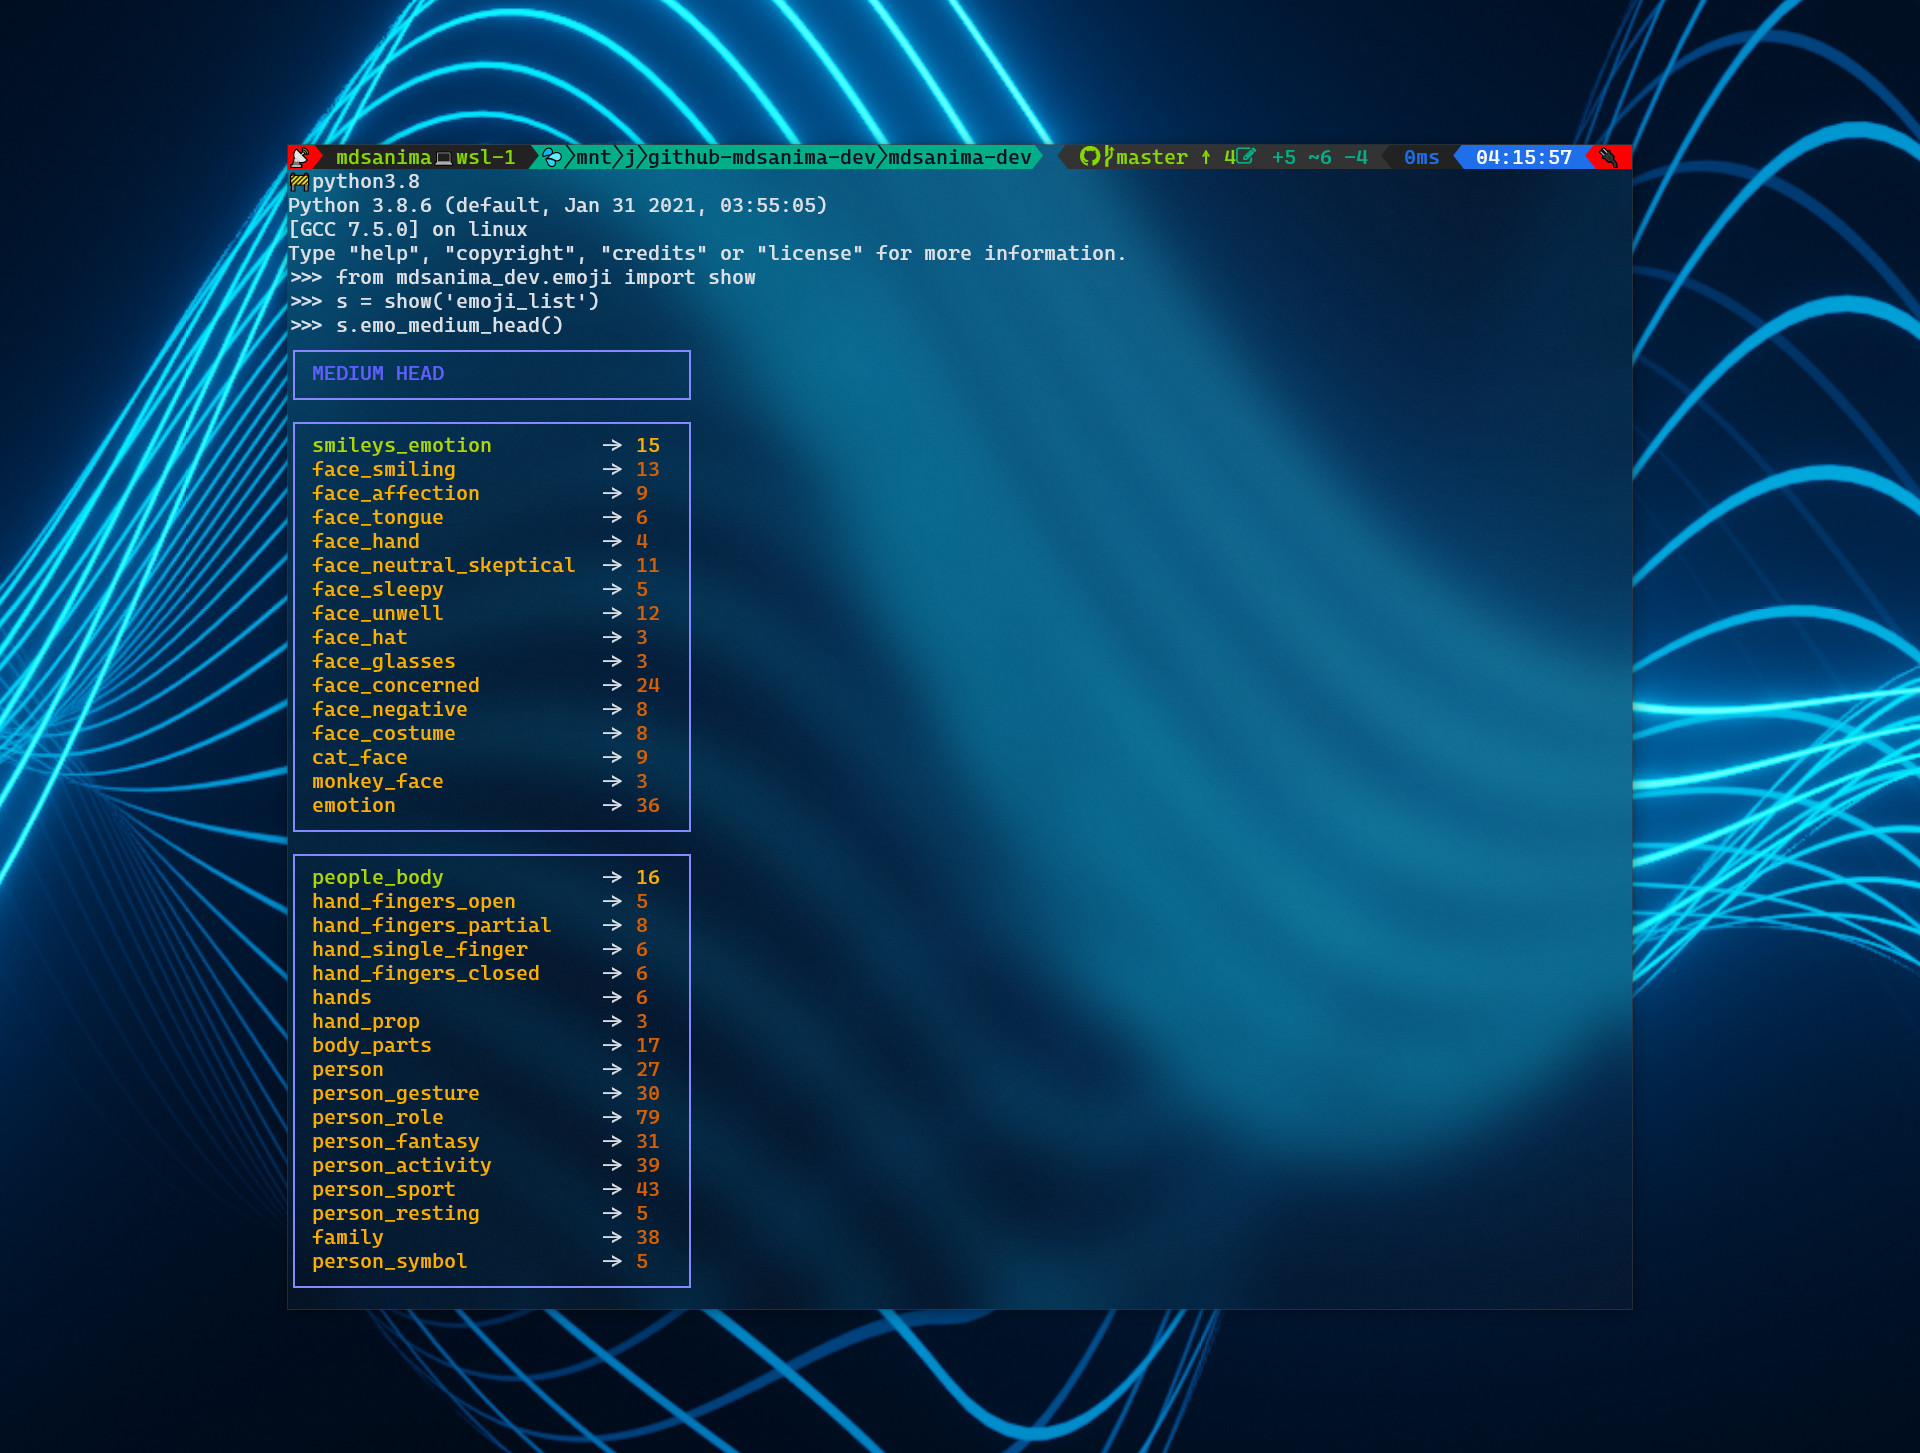 mdsanima wsl-1 mnt j github-mdsanima-dev mdsanima-dev master ↑ 4 +5 ~6 -4 0ms 04:15:57
python3.8
Python 3.8.6 (default, Jan 31 2021, 03:55:05)
[GCC 7.5.0] on linux
Type "help", "copyright", "credits" or "license" for more information.
>>> from mdsanima_dev.emoji import show
>>> s = show('emoji_list')
>>> s.emo_medium_head()
MEDIUM HEAD
smileys_emotion → 15
face_smiling → 13
face_affection → 9
face_tongue → 6
face_hand → 4
face_neutral_skeptical → 11
face_sleepy → 5
face_unwell → 12
face_hat → 3
face_glasses → 3
face_concerned → 24
face_negative → 8
face_costume → 8
cat_face → 9
monkey_face → 3
emotion → 36
people_body → 16
hand_fingers_open → 5
hand_fingers_partial → 8
hand_single_finger → 6
hand_fingers_closed → 6
hands → 6
hand_prop → 3
body_parts → 17
person → 27
person_gesture → 30
person_role → 79
person_fantasy → 31
person_activity → 39
person_sport → 43
person_resting → 5
family → 38
person_symbol → 5